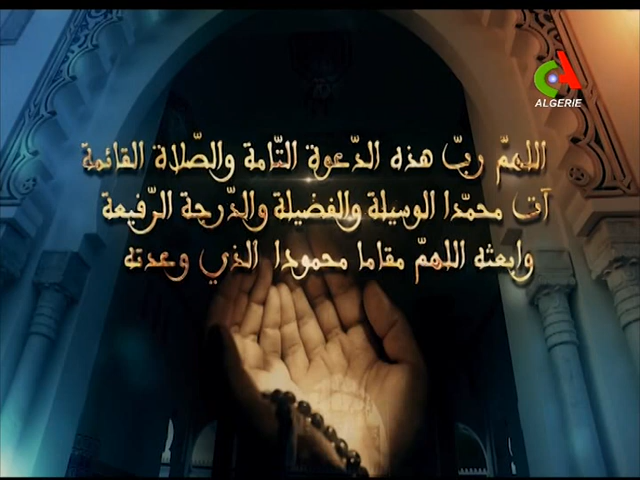 ALGERIE
اللهمّ ربّ هذه الدّعوة التّامة والصّلاة القائمة
آت محمّدا الوسيلة والفضيلة والدّرجة الرّفيعة
وابعثه اللهمّ مقاما محمودا الذي وعدته